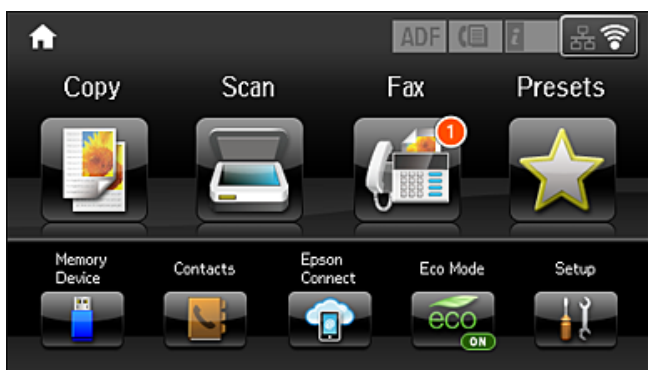 ADF i
Copy Scan Fax Presets
1
Memory Device Contacts Epson Connect Eco Mode Setup
eco
ON